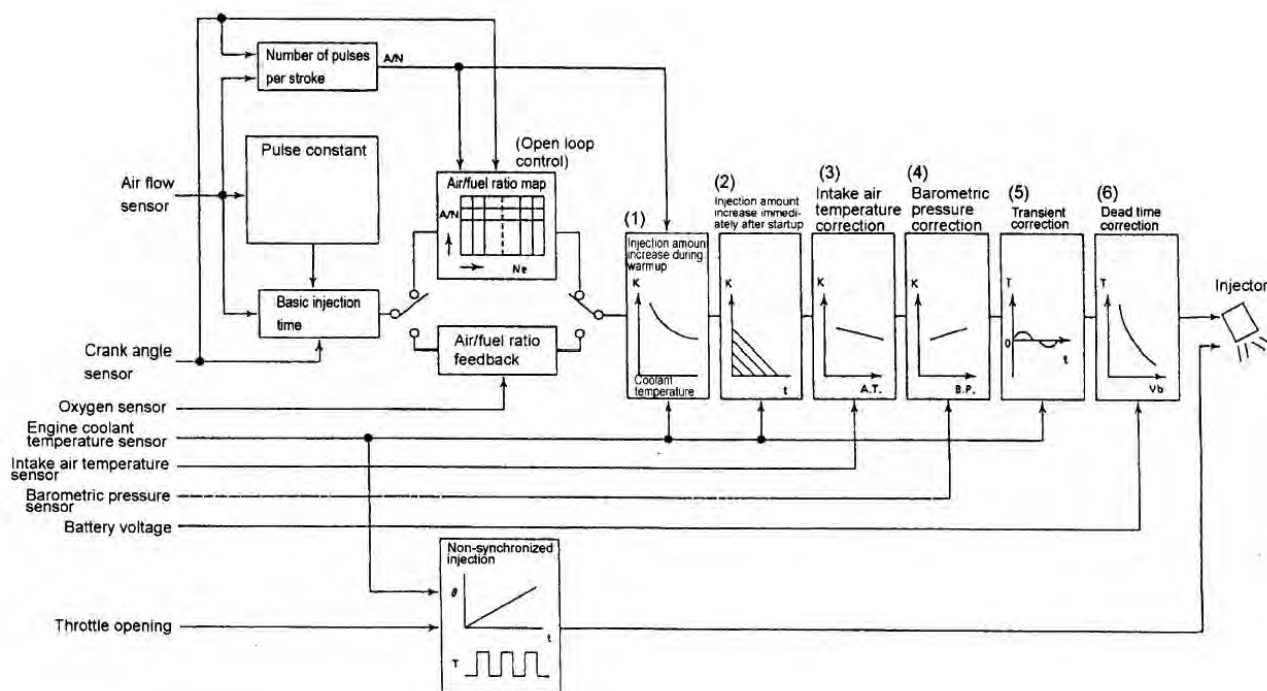 Number of pulses
per stroke
A/N
Pulse constant
(Open loop
control)
Air/fuel ratio map
A/N
Ne
Air flow
sensor
Basic injection
time
Air/fuel ratio
feedback
Crank angle
sensor
Oxygen sensor
Engine coolant
temperature sensor
Intake air temperature
sensor
Barometric pressure
sensor
Battery voltage
Throttle opening
(1)
Injection amount
increase during
warmup
K
Coolant
temperature
(2)
Injection amount
increase immedi-
ately after startup
K
t
(3)
Intake air
temperature
correction
K
A.T.
(4)
Barometric
pressure
correction
K
B.P.
(5)
Transient
correction
T
0
t
(6)
Dead time
correction
T
Vb
Injector
Non-synchronized
injection
θ
t
T